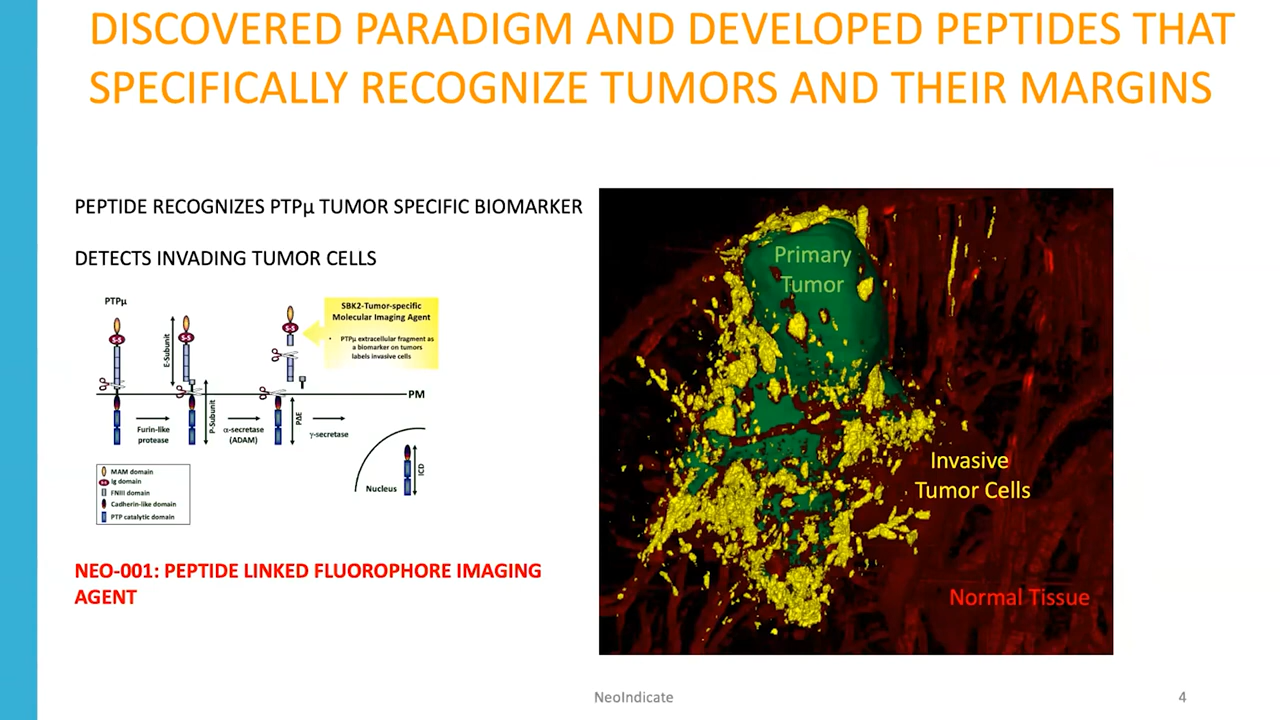 DISCOVERED PARADIGM AND DEVELOPED PEPTIDES THAT
SPECIFICALLY RECOGNIZE TUMORS AND THEIR MARGINS
PEPTIDE RECOGNIZES PTPµ TUMOR SPECIFIC BIOMARKER
DETECTS INVADING TUMOR CELLS
PTPµ
S-S
S-S
S-S
E-Subunit
SBK2-Tumor-specific
Molecular Imaging Agent
• PTPµ extracellular fragment as
a biomarker on tumors
labels invasive cells
PM
Furin-like
protease
P-Subunit
α-secretase
(ADAM)
PΔE
γ-secretase
Nucleus
ICD
MAM domain
S-S Ig domain
FNIII domain
Cadherin-like domain
PTP catalytic domain
NEO-001: PEPTIDE LINKED FLUOROPHORE IMAGING
AGENT
Primary
Tumor
Invasive
Tumor Cells
Normal Tissue
NeoIndicate
4